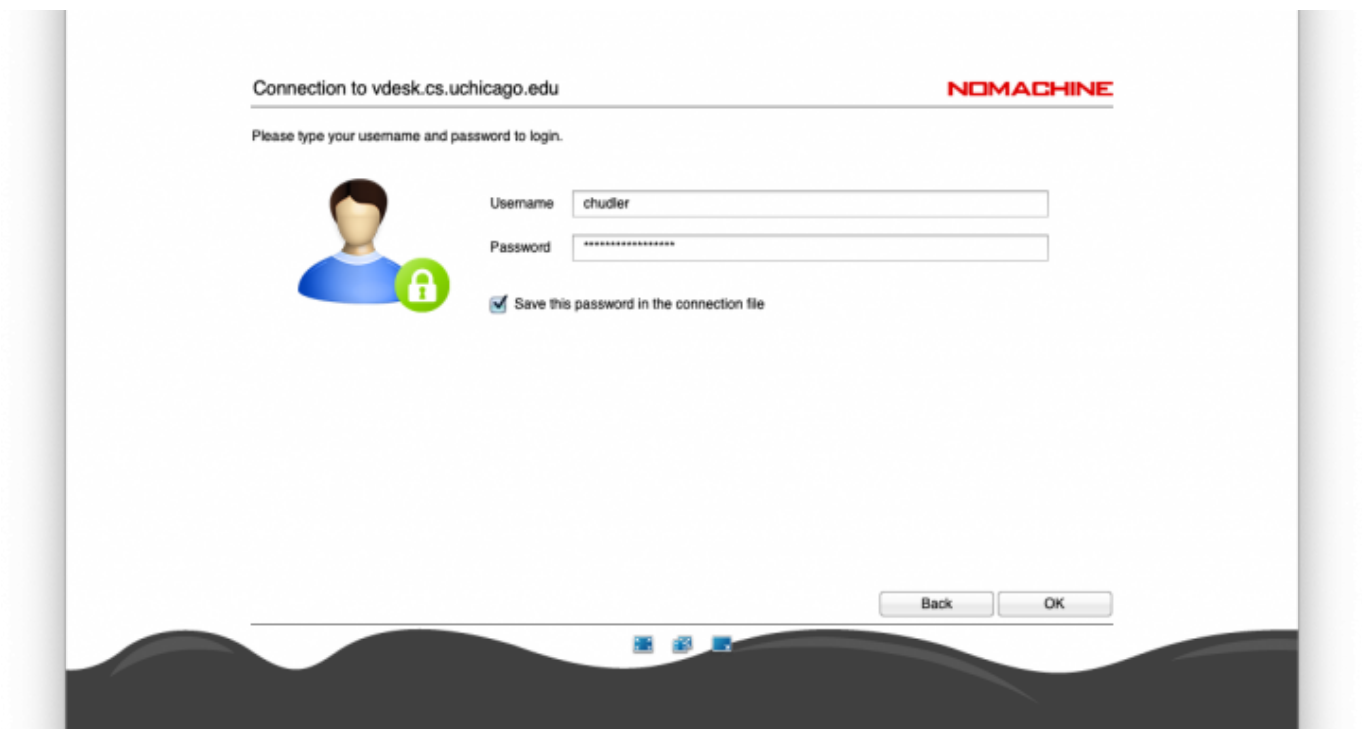 Connection to vdesk.cs.uchicago.edu NOMACHINE
Please type your username and password to login.
Username chudler
Password *****************
Save this password in the connection file
Back OK